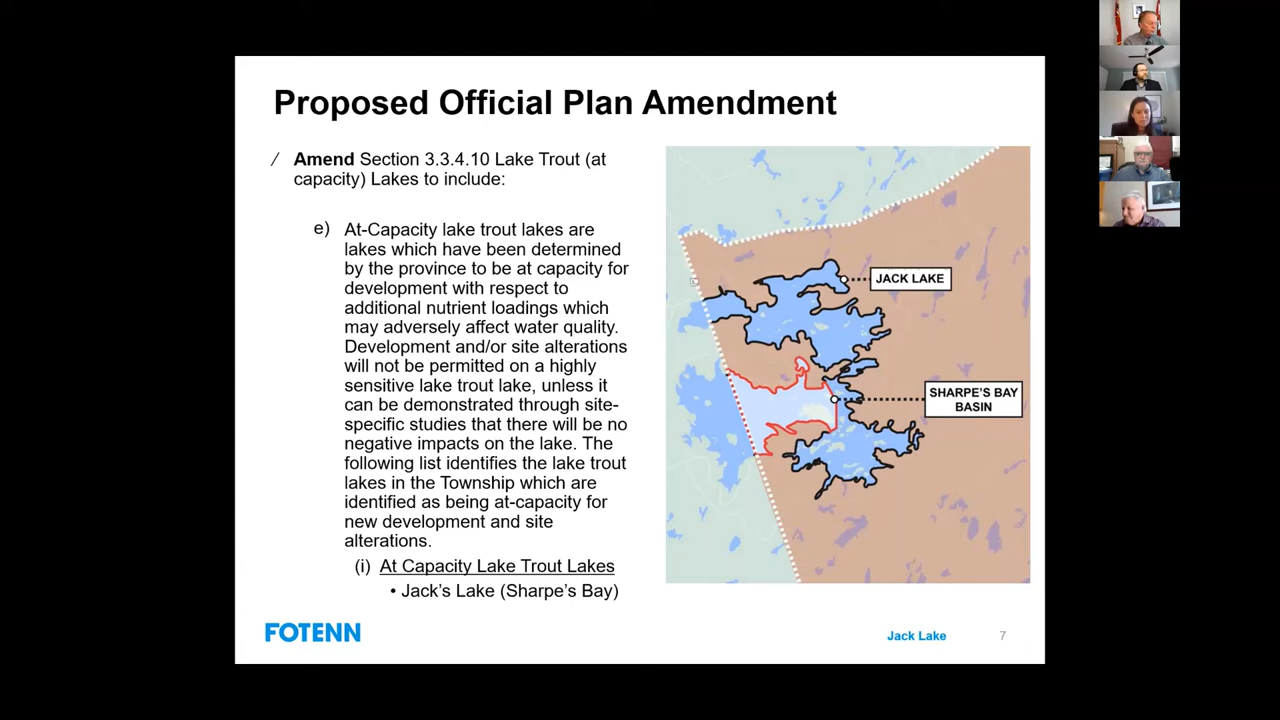 Proposed Official Plan Amendment
/ Amend Section 3.3.4.10 Lake Trout (at
capacity) Lakes to include:
e) At-Capacity lake trout lakes are
lakes which have been determined
by the province to be at capacity for
development with respect to
additional nutrient loadings which
may adversely affect water quality.
Development and/or site alterations
will not be permitted on a highly
sensitive lake trout lake, unless it
can be demonstrated through site-
specific studies that there will be no
negative impacts on the lake. The
following list identifies the lake trout
lakes in the Township which are
identified as being at-capacity for
new development and site
alterations.
(i) At Capacity Lake Trout Lakes
• Jack's Lake (Sharpe's Bay)
JACK LAKE
SHARPE'S BAY
BASIN
FOTENN
Jack Lake 7